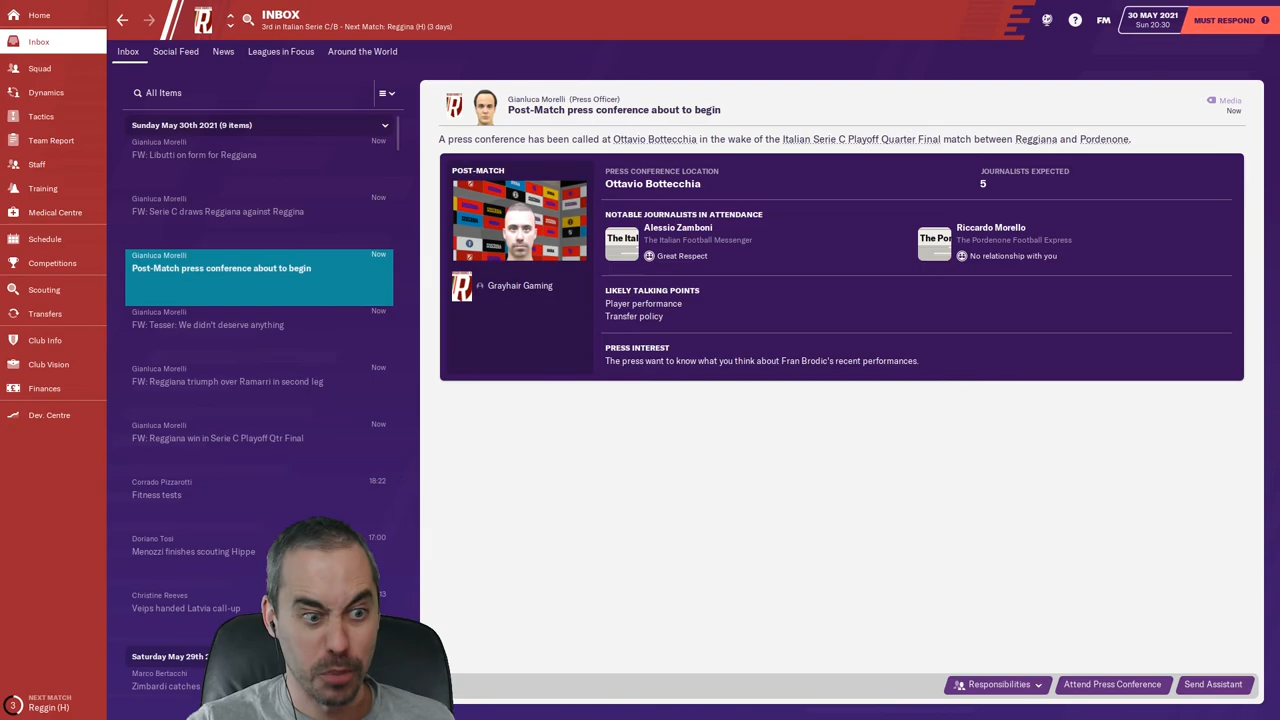 Home
Inbox
Squad
Dynamics
Tactics
Team Report
Staff
Training
Medical Centre
Schedule
Competitions
Scouting
Transfers
Club Info
Club Vision
Finances
Dev. Centre
3
NEXT MATCH
Reggin (H)
INBOX
3rd in Italian Serie C/B - Next Match: Reggina (H) (3 days)
FM
30 MAY 2021
Sun 20:30
MUST RESPOND
Inbox
Social Feed
News
Leagues in Focus
Around the World
All Items
Sunday May 30th 2021 (9 items)
Gianluca Morelli
Now
FW: Libutti on form for Reggiana
Gianluca Morelli
Now
FW: Serie C draws Reggiana against Reggina
Gianluca Morelli
Now
Post-Match press conference about to begin
Gianluca Morelli
Now
FW: Tesser: We didn't deserve anything
Gianluca Morelli
Now
FW: Reggiana triumph over Ramarri in second leg
Gianluca Morelli
Now
FW: Reggiana win in Serie C Playoff Qtr Final
Corrado Pizzarotti
18:22
Fitness tests
Doriano Tosi
17:00
Menozzi finishes scouting Hippe
Christine Reeves
Veips handed Latvia call-up
Saturday May 29th 2
Marco Bertacchi
Zimbardi catches
Gianluca Morelli (Press Officer)
Post-Match press conference about to begin
Media
Now
A press conference has been called at Ottavio Bottecchia in the wake of the Italian Serie C Playoff Quarter Final match between Reggiana and Pordenone.
POST-MATCH
Grayhair Gaming
PRESS CONFERENCE LOCATION
Ottavio Bottecchia
JOURNALISTS EXPECTED
5
NOTABLE JOURNALISTS IN ATTENDANCE
The Ital
Alessio Zamboni
The Italian Football Messenger
Great Respect
The Por
Riccardo Morello
The Pordenone Football Express
No relationship with you
LIKELY TALKING POINTS
Player performance
Transfer policy
PRESS INTEREST
The press want to know what you think about Fran Brodic's recent performances.
Responsibilities
Attend Press Conference
Send Assistant